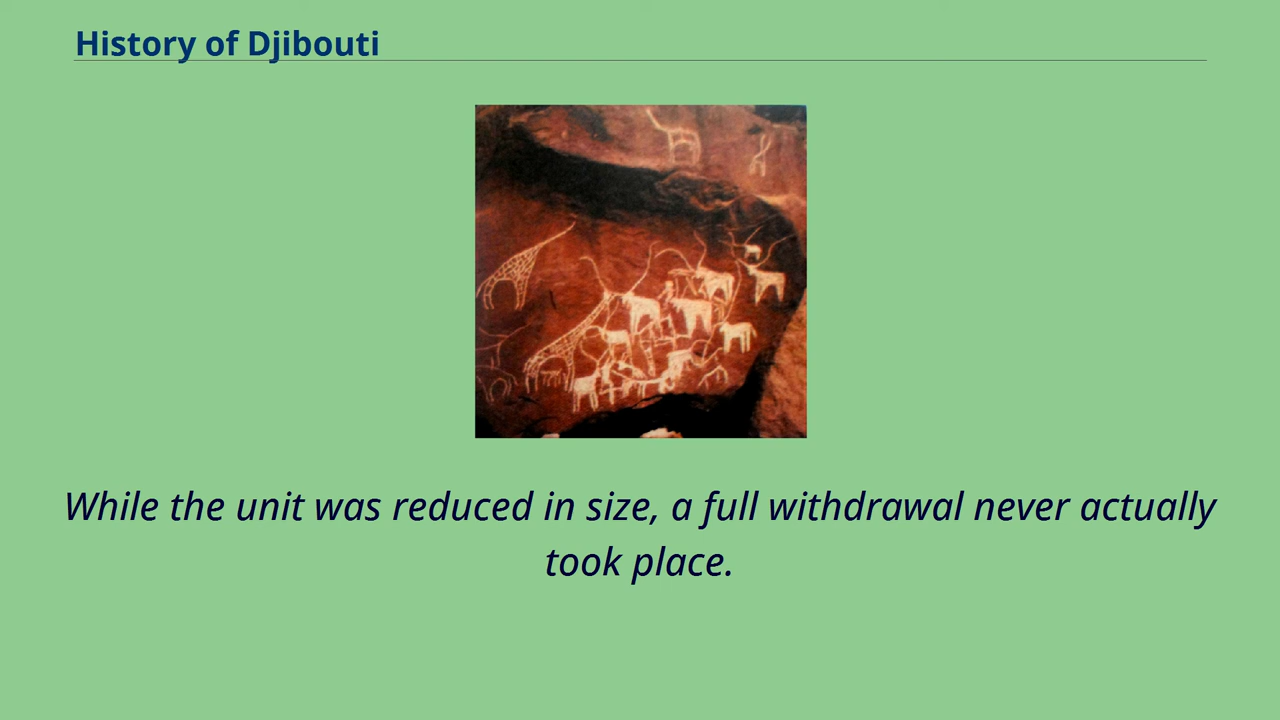 History of Djibouti
While the unit was reduced in size, a full withdrawal never actually
took place.